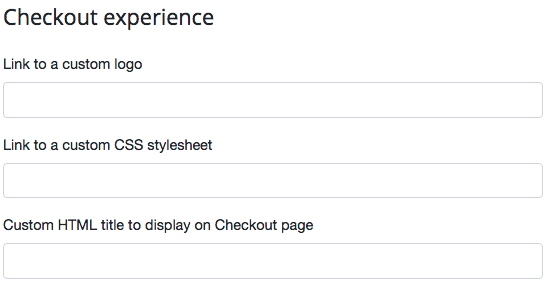 Checkout experience
Link to a custom logo
Link to a custom CSS stylesheet
Custom HTML title to display on Checkout page